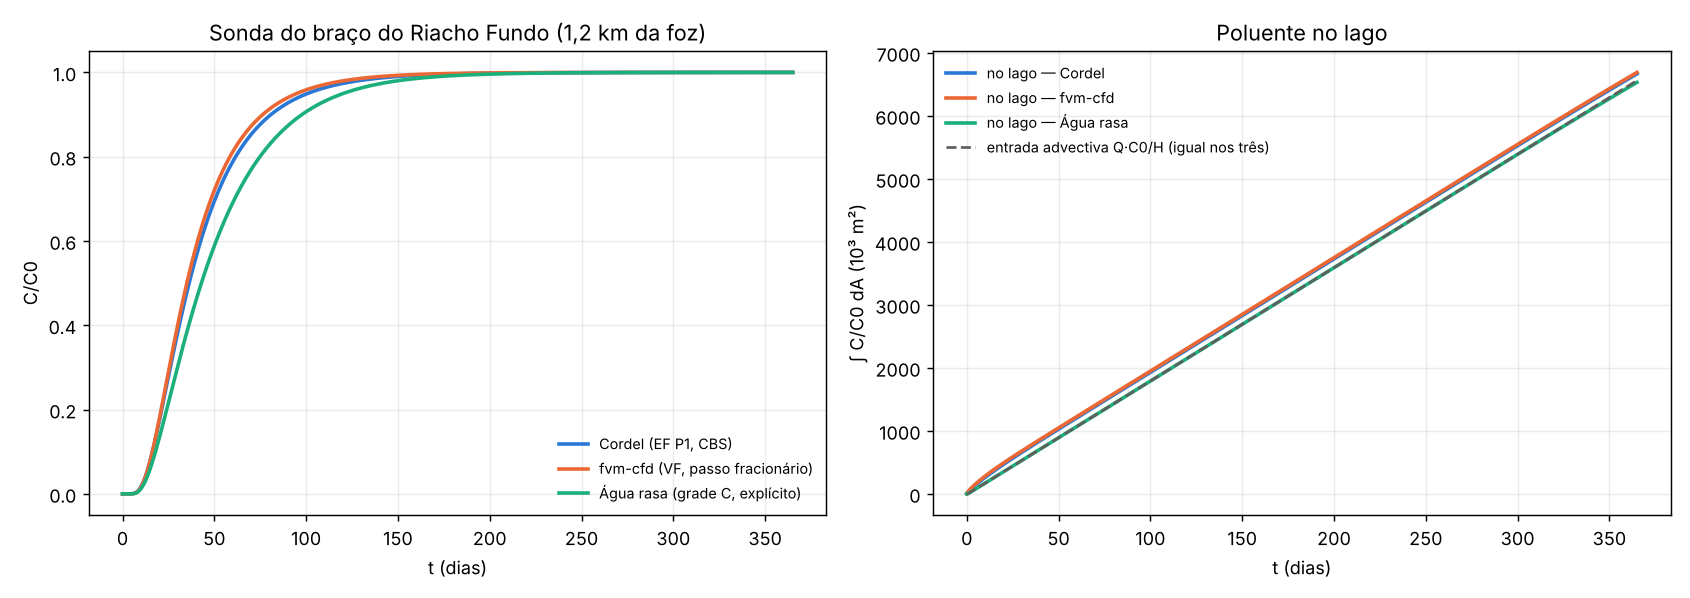 Sonda do braço do Riacho Fundo (1,2 km da foz)
C/C0
1.0
0.8
0.6
0.4
0.2
0.0
Cordel (EF P1, CBS)
fvm-cfd (VF, passo fracionário)
Água rasa (grade C, explícito)
0 50 100 150 200 250 300 350
t (dias)
Poluente no lago
∫ C/C0 dA (10³ m²)
7000
6000
5000
4000
3000
2000
1000
0
no lago — Cordel
no lago — fvm-cfd
no lago — Água rasa
entrada advectiva Q·C0/H (igual nos três)
0 50 100 150 200 250 300 350
t (dias)